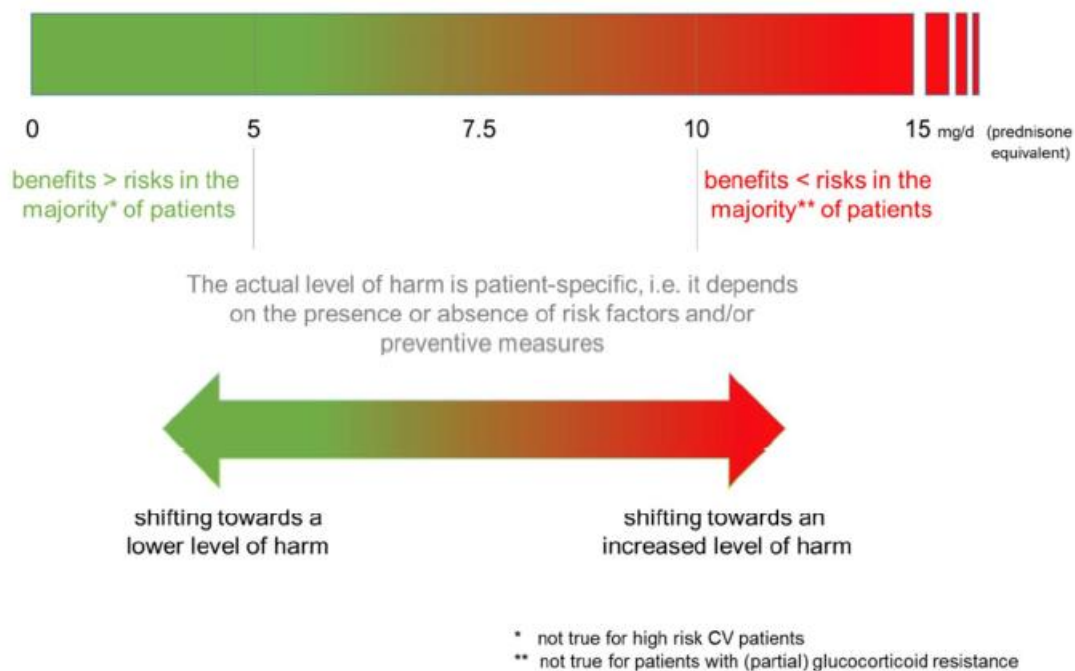 0 5 7.5 10 15 mg/d (prednisone
equivalent)
benefits > risks in the
majority* of patients
benefits < risks in the
majority** of patients
The actual level of harm is patient-specific, i.e. it depends
on the presence or absence of risk factors and/or
preventive measures
shifting towards a
lower level of harm
shifting towards an
increased level of harm
* not true for high risk CV patients
** not true for patients with (partial) glucocorticoid resistance